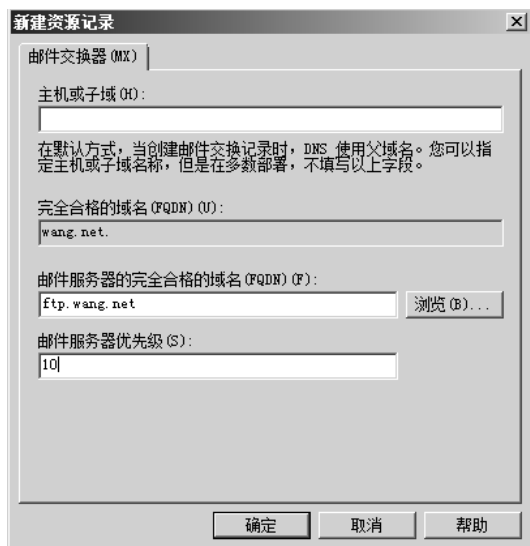 新建资源记录
邮件交换器(MX)
主机或子域(H):
在默认方式，当创建邮件交换记录时，DNS 使用父域名。您可以指
定主机或子域名称，但是在多数部署，不填写以上字段。
完全合格的域名(FQDN)(U):
wang.net.
邮件服务器的完全合格的域名(FQDN)(F):
ftp.wang.net
浏览(B)...
邮件服务器优先级(S):
10
确定
取消
帮助